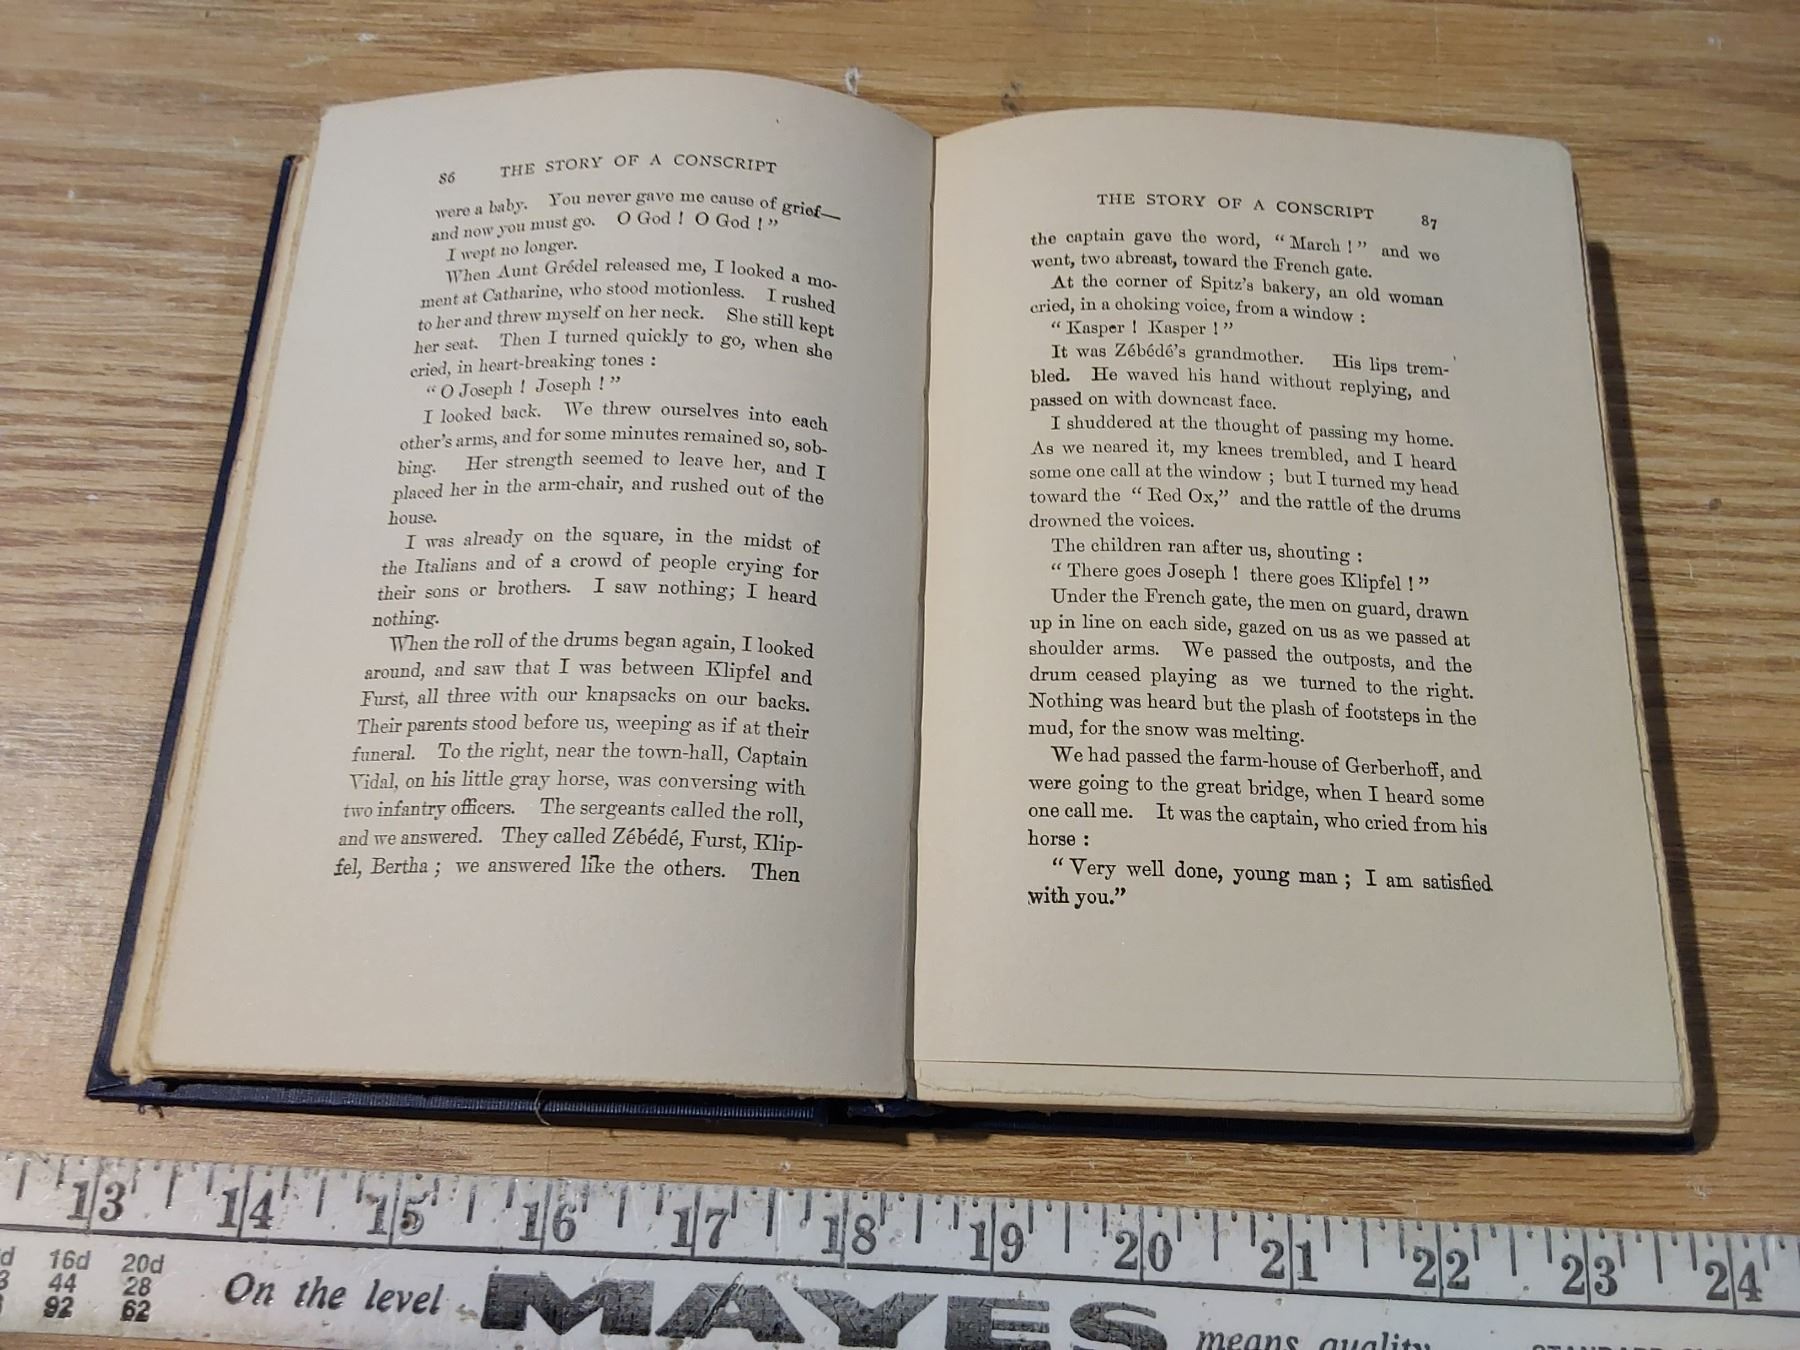 86 THE STORY OF A CONSCRIPT
were a baby. You never gave me cause of grief—
and now you must go. O God ! O God ! ”
I wept no longer.
When Aunt Grédel released me, I looked a mo-
ment at Catharine, who stood motionless. I rushed
to her and threw myself on her neck. She still kept
her seat. Then I turned quickly to go, when she
cried, in heart-breaking tones :
“ O Joseph ! Joseph ! ”
I looked back. We threw ourselves into each
other’s arms, and for some minutes remained so, sob-
bing. Her strength seemed to leave her, and I
placed her in the arm-chair, and rushed out of the
house.
I was already on the square, in the midst of
the Italians and of a crowd of people crying for
their sons or brothers. I saw nothing; I heard
nothing.
When the roll of the drums began again, I looked
around, and saw that I was between Klipfel and
Furst, all three with our knapsacks on our backs.
Their parents stood before us, weeping as if at their
funeral. To the right, near the town-hall, Captain
Vidal, on his little gray horse, was conversing with
two infantry officers. The sergeants called the roll,
and we answered. They called Zébédé, Furst, Klip-
fel, Bertha ; we answered like the others. Then
THE STORY OF A CONSCRIPT 87
the captain gave the word, “ March ! ” and we
went, two abreast, toward the French gate.
At the corner of Spitz’s bakery, an old woman
cried, in a choking voice, from a window :
“ Kasper ! Kasper ! ”
It was Zébédé’s grandmother. His lips trem-
bled. He waved his hand without replying, and
passed on with downcast face.
I shuddered at the thought of passing my home.
As we neared it, my knees trembled, and I heard
some one call at the window ; but I turned my head
toward the “ Red Ox,” and the rattle of the drums
drowned the voices.
The children ran after us, shouting :
“ There goes Joseph ! there goes Klipfel ! ”
Under the French gate, the men on guard, drawn
up in line on each side, gazed on us as we passed at
shoulder arms. We passed the outposts, and the
drum ceased playing as we turned to the right.
Nothing was heard but the plash of footsteps in the
mud, for the snow was melting.
We had passed the farm-house of Gerberhoff, and
were going to the great bridge, when I heard some
one call me. It was the captain, who cried from his
horse :
“ Very well done, young man ; I am satisfied
with you.”
13 14 15 16 17 18 19 20 21 22 23 24
16d 20d
44 28
92 62
On the level MAYES means quality